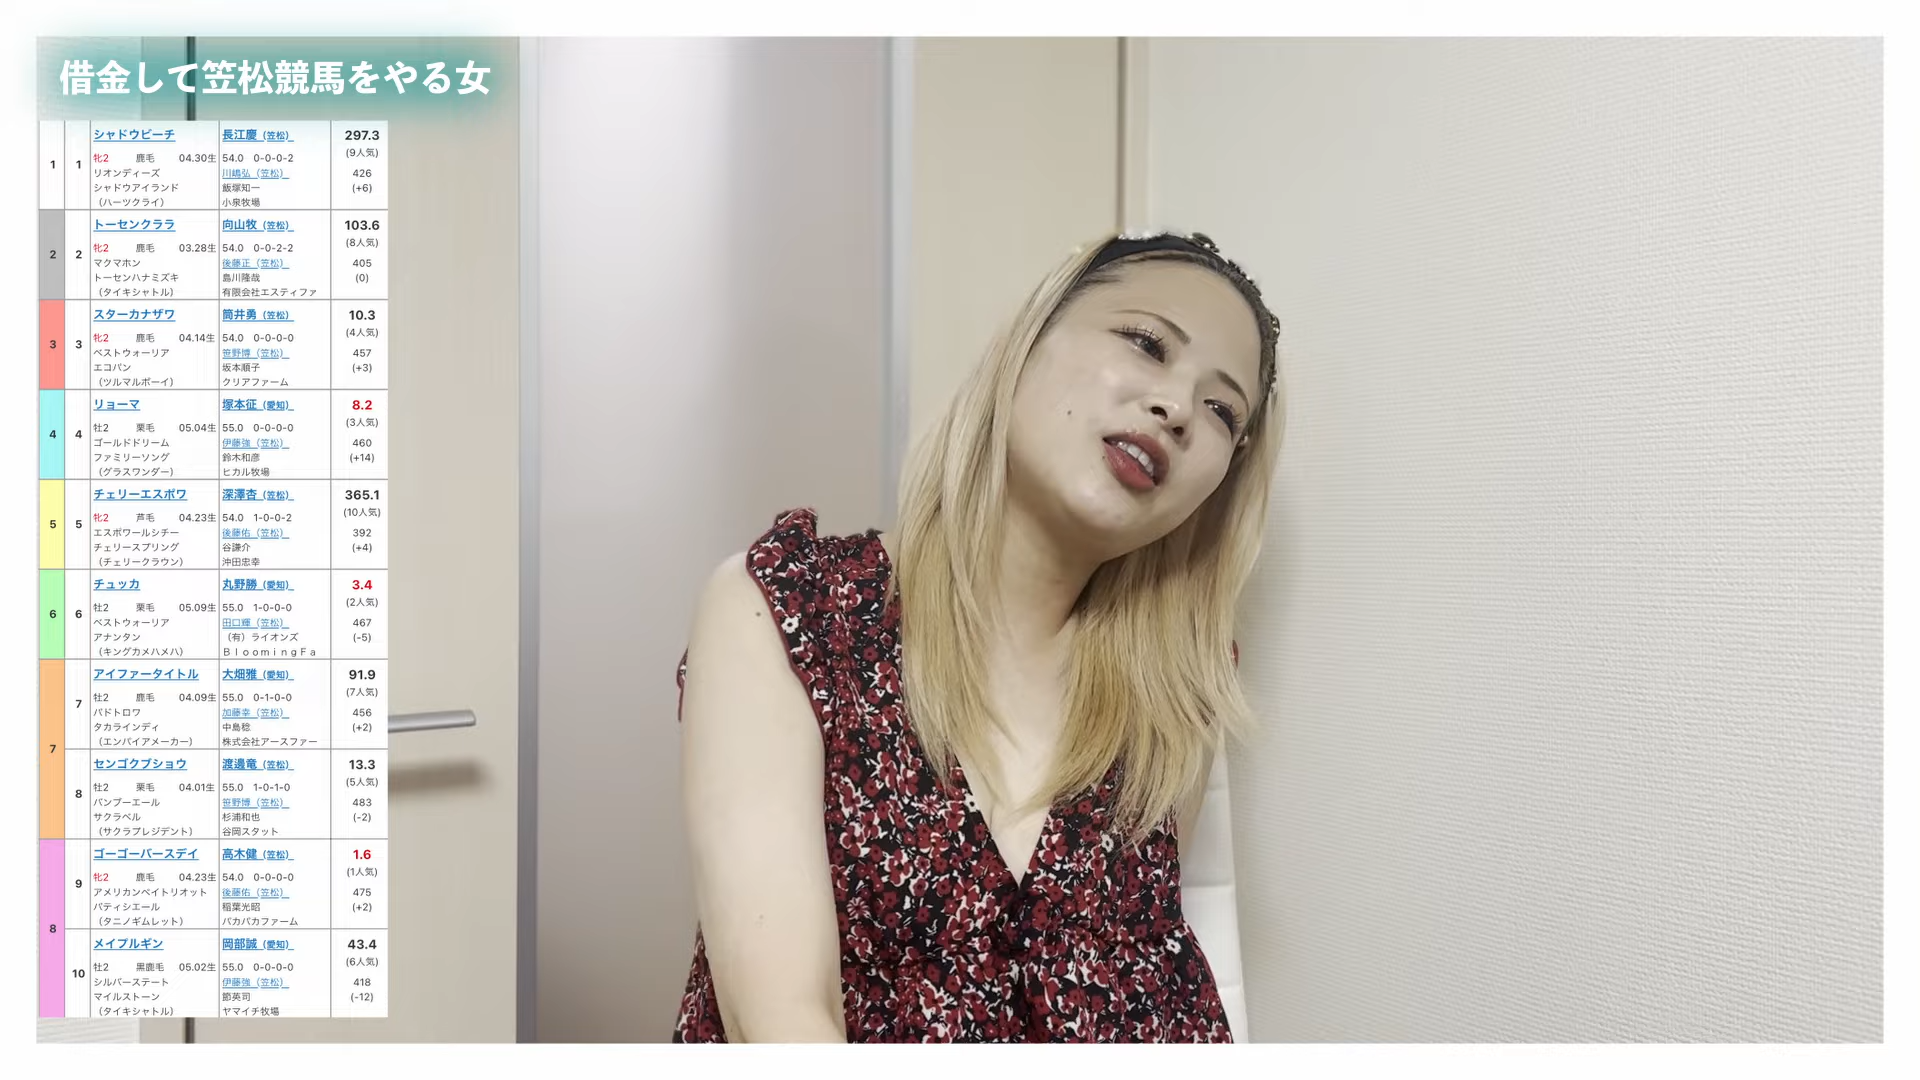 借金して笠松競馬をやる女
1 1 シャドウビーチ 長江慶（笠松） 297.3
(9人気)
牝2 鹿毛 04.30生 54.0 0-0-0-2
リオンディーズ 川嶋弘（笠松） 426
シャドウアイランド 飯塚知一 (+6)
（ハーツクライ） 小泉牧場
2 2 トーセンクララ 向山牧（笠松） 103.6
(8人気)
牝2 鹿毛 03.28生 54.0 0-0-2-2
マクマホン 後藤正（笠松） 405
トーセンハナミズキ 島川隆哉 (0)
（タイキシャトル） 有限会社エスティファ
3 3 スターカナザワ 筒井勇（笠松） 10.3
(4人気)
牝2 鹿毛 04.14生 54.0 0-0-0-0
ベストウォーリア 笹野博（笠松） 457
エコパン 坂本順子 (+3)
（ツルマルボーイ） クリアファーム
4 4 リョーマ 塚本征（愛知） 8.2
(3人気)
牡2 栗毛 05.04生 55.0 0-0-0-0
ゴールドドリーム 伊藤強（笠松） 460
ファミリーソング 鈴木和彦 (+14)
（グラスワンダー） ヒカル牧場
5 5 チェリーエスポワ 深澤杏（笠松） 365.1
(10人気)
牝2 芦毛 04.23生 54.0 1-0-0-2
エスポワールシチー 後藤佑（笠松） 392
チェリースプリング 谷謙介 (+4)
（チェリークラウン） 沖田忠幸
6 6 チュッカ 丸野勝（愛知） 3.4
(2人気)
牡2 栗毛 05.09生 55.0 1-0-0-0
ベストウォーリア 田口輝（笠松） 467
アナンタン （有）ライオンズ (-5)
（キングカメハメハ） ＢｌｏｏｍｉｎｇＦａ
7 7 アイファータイトル 大畑雅（愛知） 91.9
(7人気)
牡2 鹿毛 04.09生 55.0 0-1-0-0
パドトロワ 加藤幸（笠松） 456
タカラインディ 中島稔 (+2)
（エンパイアメーカー） 株式会社アースファー
8 センゴクブショウ 渡邊竜（笠松） 13.3
(5人気)
牡2 栗毛 04.01生 55.0 1-0-1-0
バンブーエール 笹野博（笠松） 483
サクラベル 杉浦和也 (-2)
（サクラプレジデント） 谷岡スタット
8 9 ゴーゴーバースデイ 高木健（笠松） 1.6
(1人気)
牝2 鹿毛 04.23生 54.0 0-0-0-0
アメリカンペイトリオット 後藤佑（笠松） 475
パティシエール 稲葉光昭 (+2)
（タニノギムレット） パカパカファーム
10 メイプルギン 岡部誠（愛知） 43.4
(6人気)
牡2 黒鹿毛 05.02生 55.0 0-0-0-0
シルバーステート 伊藤強（笠松） 418
マイルストーン 節英司 (-12)
（タイキシャトル） ヤマイチ牧場